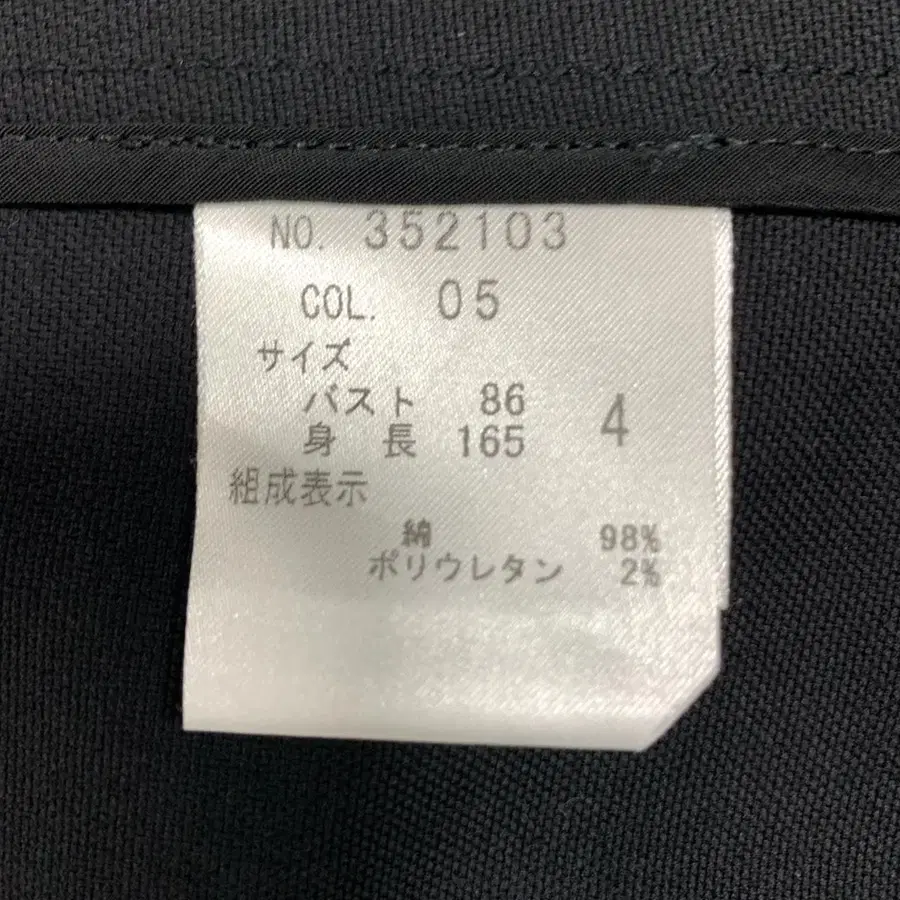 NO. 352103
COL. 05
サイズ
バスト 86
身長 165 4
組成表示
綿 98%
ポリウレタン 2%